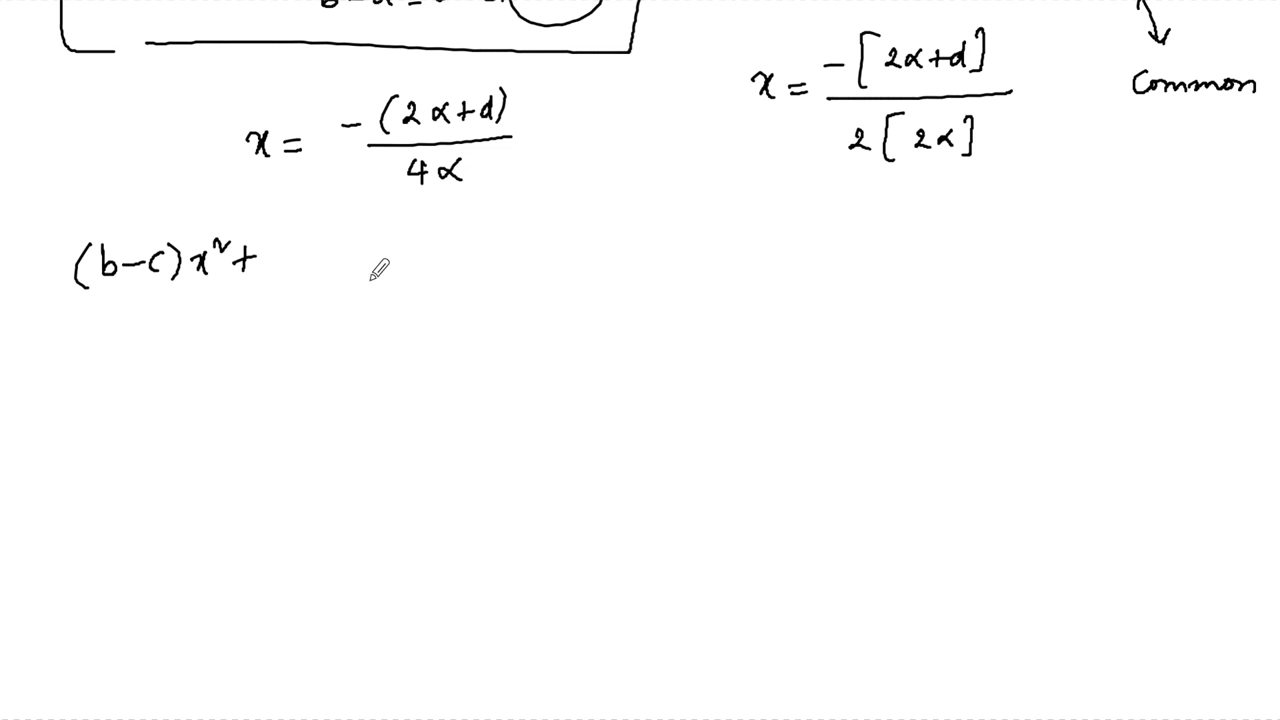 x = -(2α+d) / 4α
x = -[2α+d] / 2[2α]
Common
(b-c)x²+